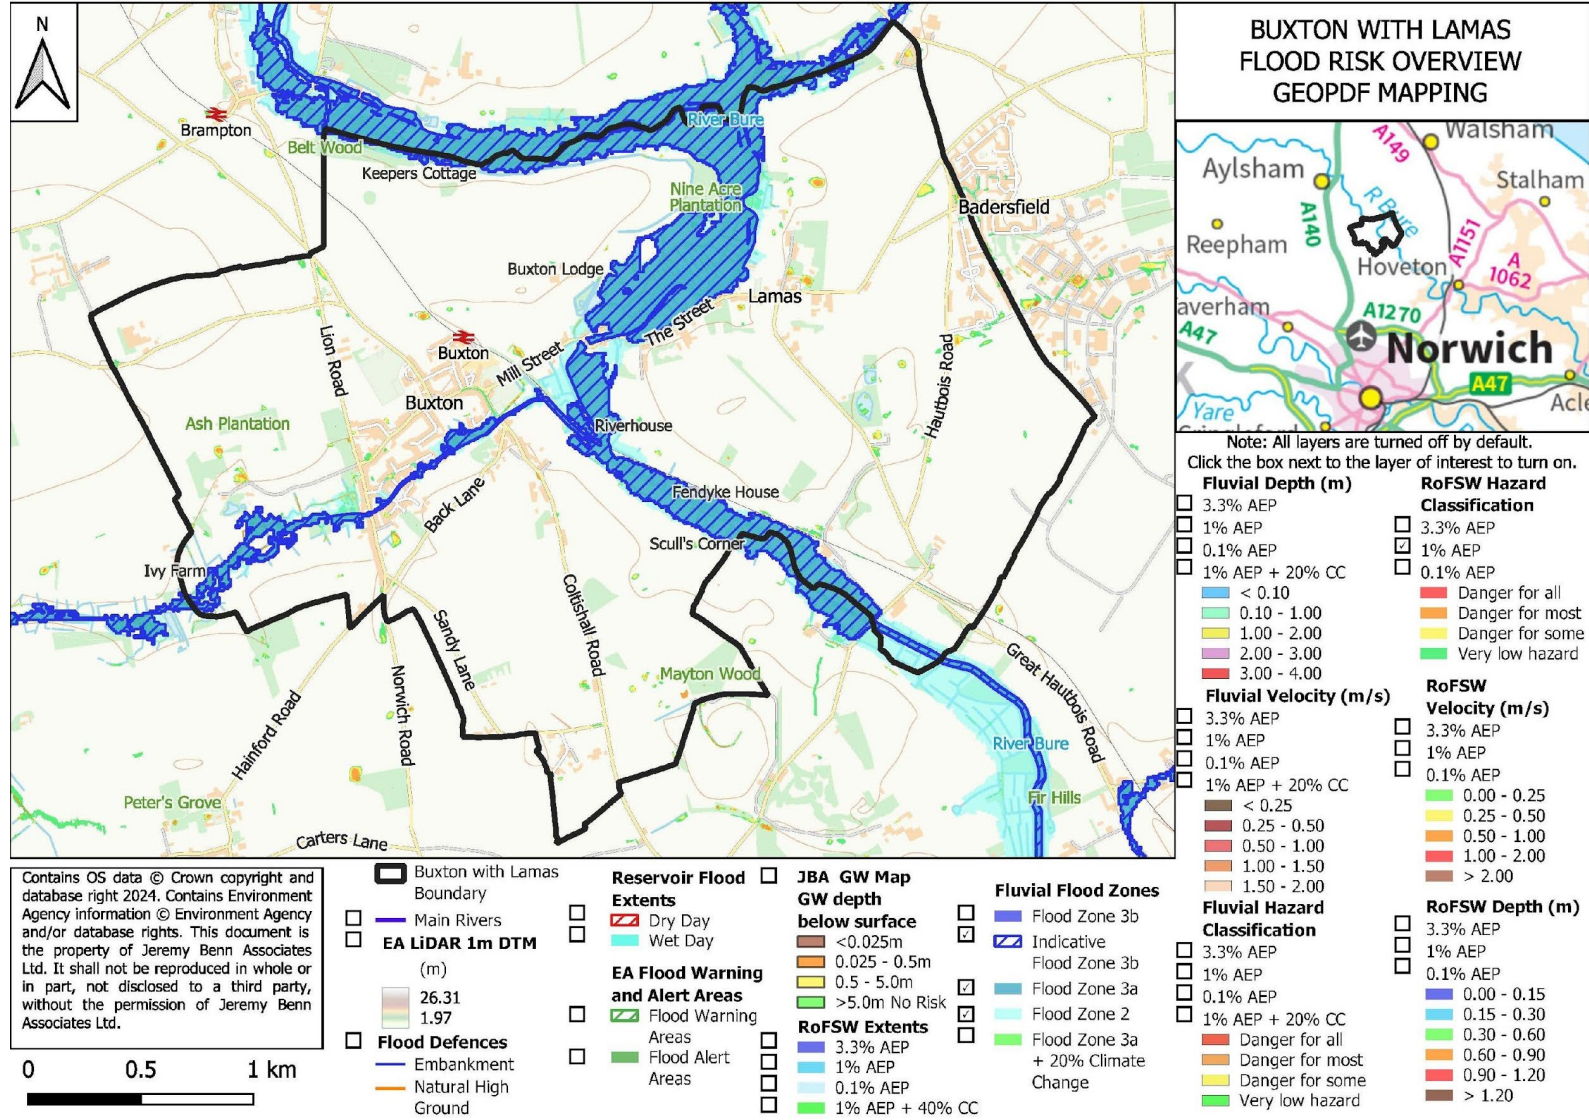 BUXTON WITH LAMAS
FLOOD RISK OVERVIEW
GEOPDF MAPPING
N
Brampton
Belt Wood
Keepers Cottage
River Bure
Nine Acre
Plantation
Badersfield
Buxton Lodge
Lamas
The Street
Lion Road
Buxton
Mill Street
Buxton
Hautbois Road
Ash Plantation
Riverhouse
Back Lane
Fendyke House
Scull's Corner
Ivy Farm
Coltishall Road
Sandy Lane
Mayton Wood
Great Hautbois Road
Norwich Road
Hainford Road
River Bure
Peter's Grove
Fir Hills
Carters Lane
Walsham
A149
Aylsham
Stalham
R Bure
A140
Reepham
A1151
Hoveton
A
1062
averham
A1270
A47
Norwich
A47
Yare
Acle
Note: All layers are turned off by default.
Click the box next to the layer of interest to turn on.
Fluvial Depth (m)
3.3% AEP
1% AEP
0.1% AEP
1% AEP + 20% CC
< 0.10
0.10 - 1.00
1.00 - 2.00
2.00 - 3.00
3.00 - 4.00
Fluvial Velocity (m/s)
3.3% AEP
1% AEP
0.1% AEP
1% AEP + 20% CC
< 0.25
0.25 - 0.50
0.50 - 1.00
1.00 - 1.50
1.50 - 2.00
Fluvial Hazard
Classification
3.3% AEP
1% AEP
0.1% AEP
1% AEP + 20% CC
Danger for all
Danger for most
Danger for some
Very low hazard
RoFSW Hazard
Classification
3.3% AEP
1% AEP
0.1% AEP
Danger for all
Danger for most
Danger for some
Very low hazard
RoFSW
Velocity (m/s)
3.3% AEP
1% AEP
0.1% AEP
0.00 - 0.25
0.25 - 0.50
0.50 - 1.00
1.00 - 2.00
> 2.00
RoFSW Depth (m)
3.3% AEP
1% AEP
0.1% AEP
0.00 - 0.15
0.15 - 0.30
0.30 - 0.60
0.60 - 0.90
0.90 - 1.20
> 1.20
Contains OS data © Crown copyright and
database right 2024. Contains Environment
Agency information © Environment Agency
and/or database rights. This document is
the property of Jeremy Benn Associates
Ltd. It shall not be reproduced in whole or
in part, not disclosed to a third party,
without the permission of Jeremy Benn
Associates Ltd.
0 0.5 1 km
Buxton with Lamas
Boundary
Main Rivers
EA LiDAR 1m DTM
(m)
26.31
1.97
Flood Defences
Embankment
Natural High
Ground
Reservoir Flood
Extents
Dry Day
Wet Day
EA Flood Warning
and Alert Areas
Flood Warning
Areas
Flood Alert
Areas
JBA GW Map
GW depth
below surface
<0.025m
0.025 - 0.5m
0.5 - 5.0m
>5.0m No Risk
RoFSW Extents
3.3% AEP
1% AEP
0.1% AEP
1% AEP + 40% CC
Fluvial Flood Zones
Flood Zone 3b
Indicative
Flood Zone 3b
Flood Zone 3a
Flood Zone 2
Flood Zone 3a
+ 20% Climate
Change